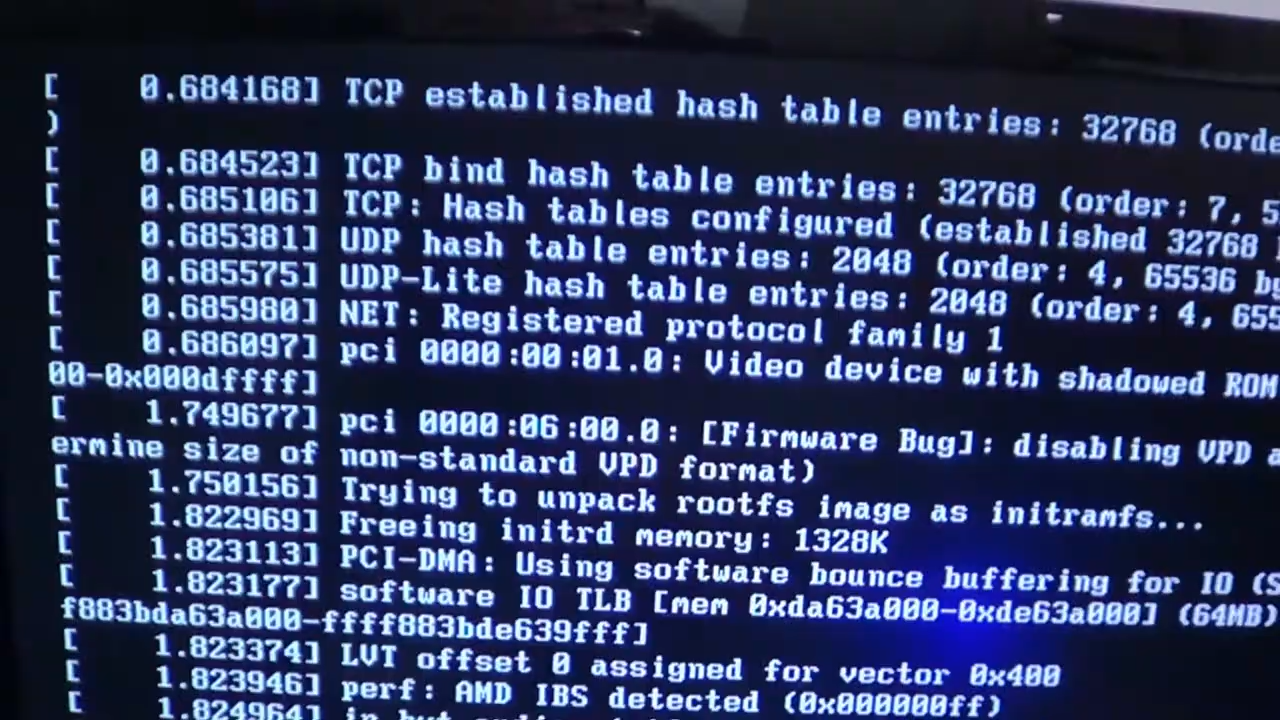 [    0.684168] TCP established hash table entries: 32768 (orde
)
[    0.684523] TCP bind hash table entries: 32768 (order: 7, 5
[    0.685106] TCP: Hash tables configured (established 32768
[    0.685381] UDP hash table entries: 2048 (order: 4, 65536 by
[    0.685575] UDP-Lite hash table entries: 2048 (order: 4, 655
[    0.685980] NET: Registered protocol family 1
[    0.686097] pci 0000:00:01.0: Video device with shadowed ROM
00-0x000dffff]
[    1.749677] pci 0000:06:00.0: [Firmware Bug]: disabling VPD a
ermine size of non-standard VPD format)
[    1.750156] Trying to unpack rootfs image as initramfs...
[    1.822969] Freeing initrd memory: 1328K
[    1.823113] PCI-DMA: Using software bounce buffering for IO (S
[    1.823177] software IO TLB [mem 0xda63a000-0xde63a000] (64MB)
f883bda63a000-ffff883bde639fff]
[    1.823374] LVT offset 0 assigned for vector 0x400
[    1.823946] perf: AMD IBS detected (0x000000ff)
[    1.824964]